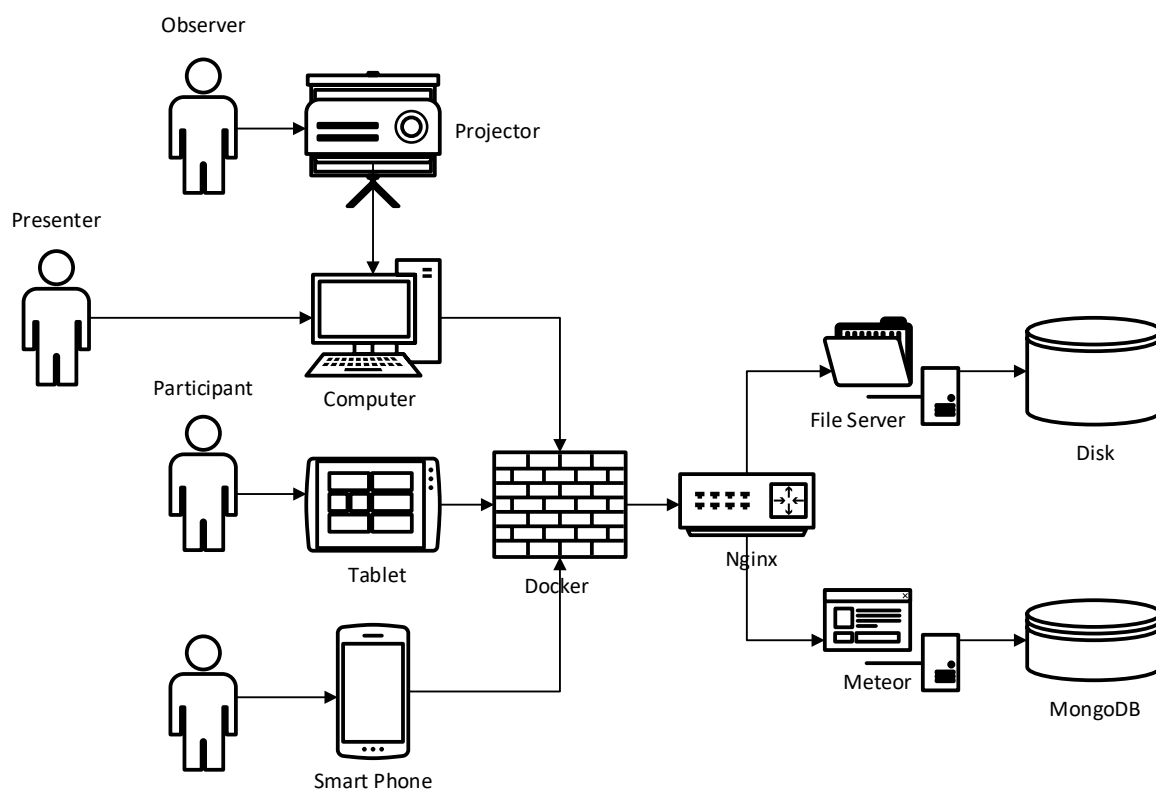 Observer
Projector
Presenter
Computer
Participant
File Server
Disk
Tablet
Docker
Nginx
Meteor
MongoDB
Smart Phone